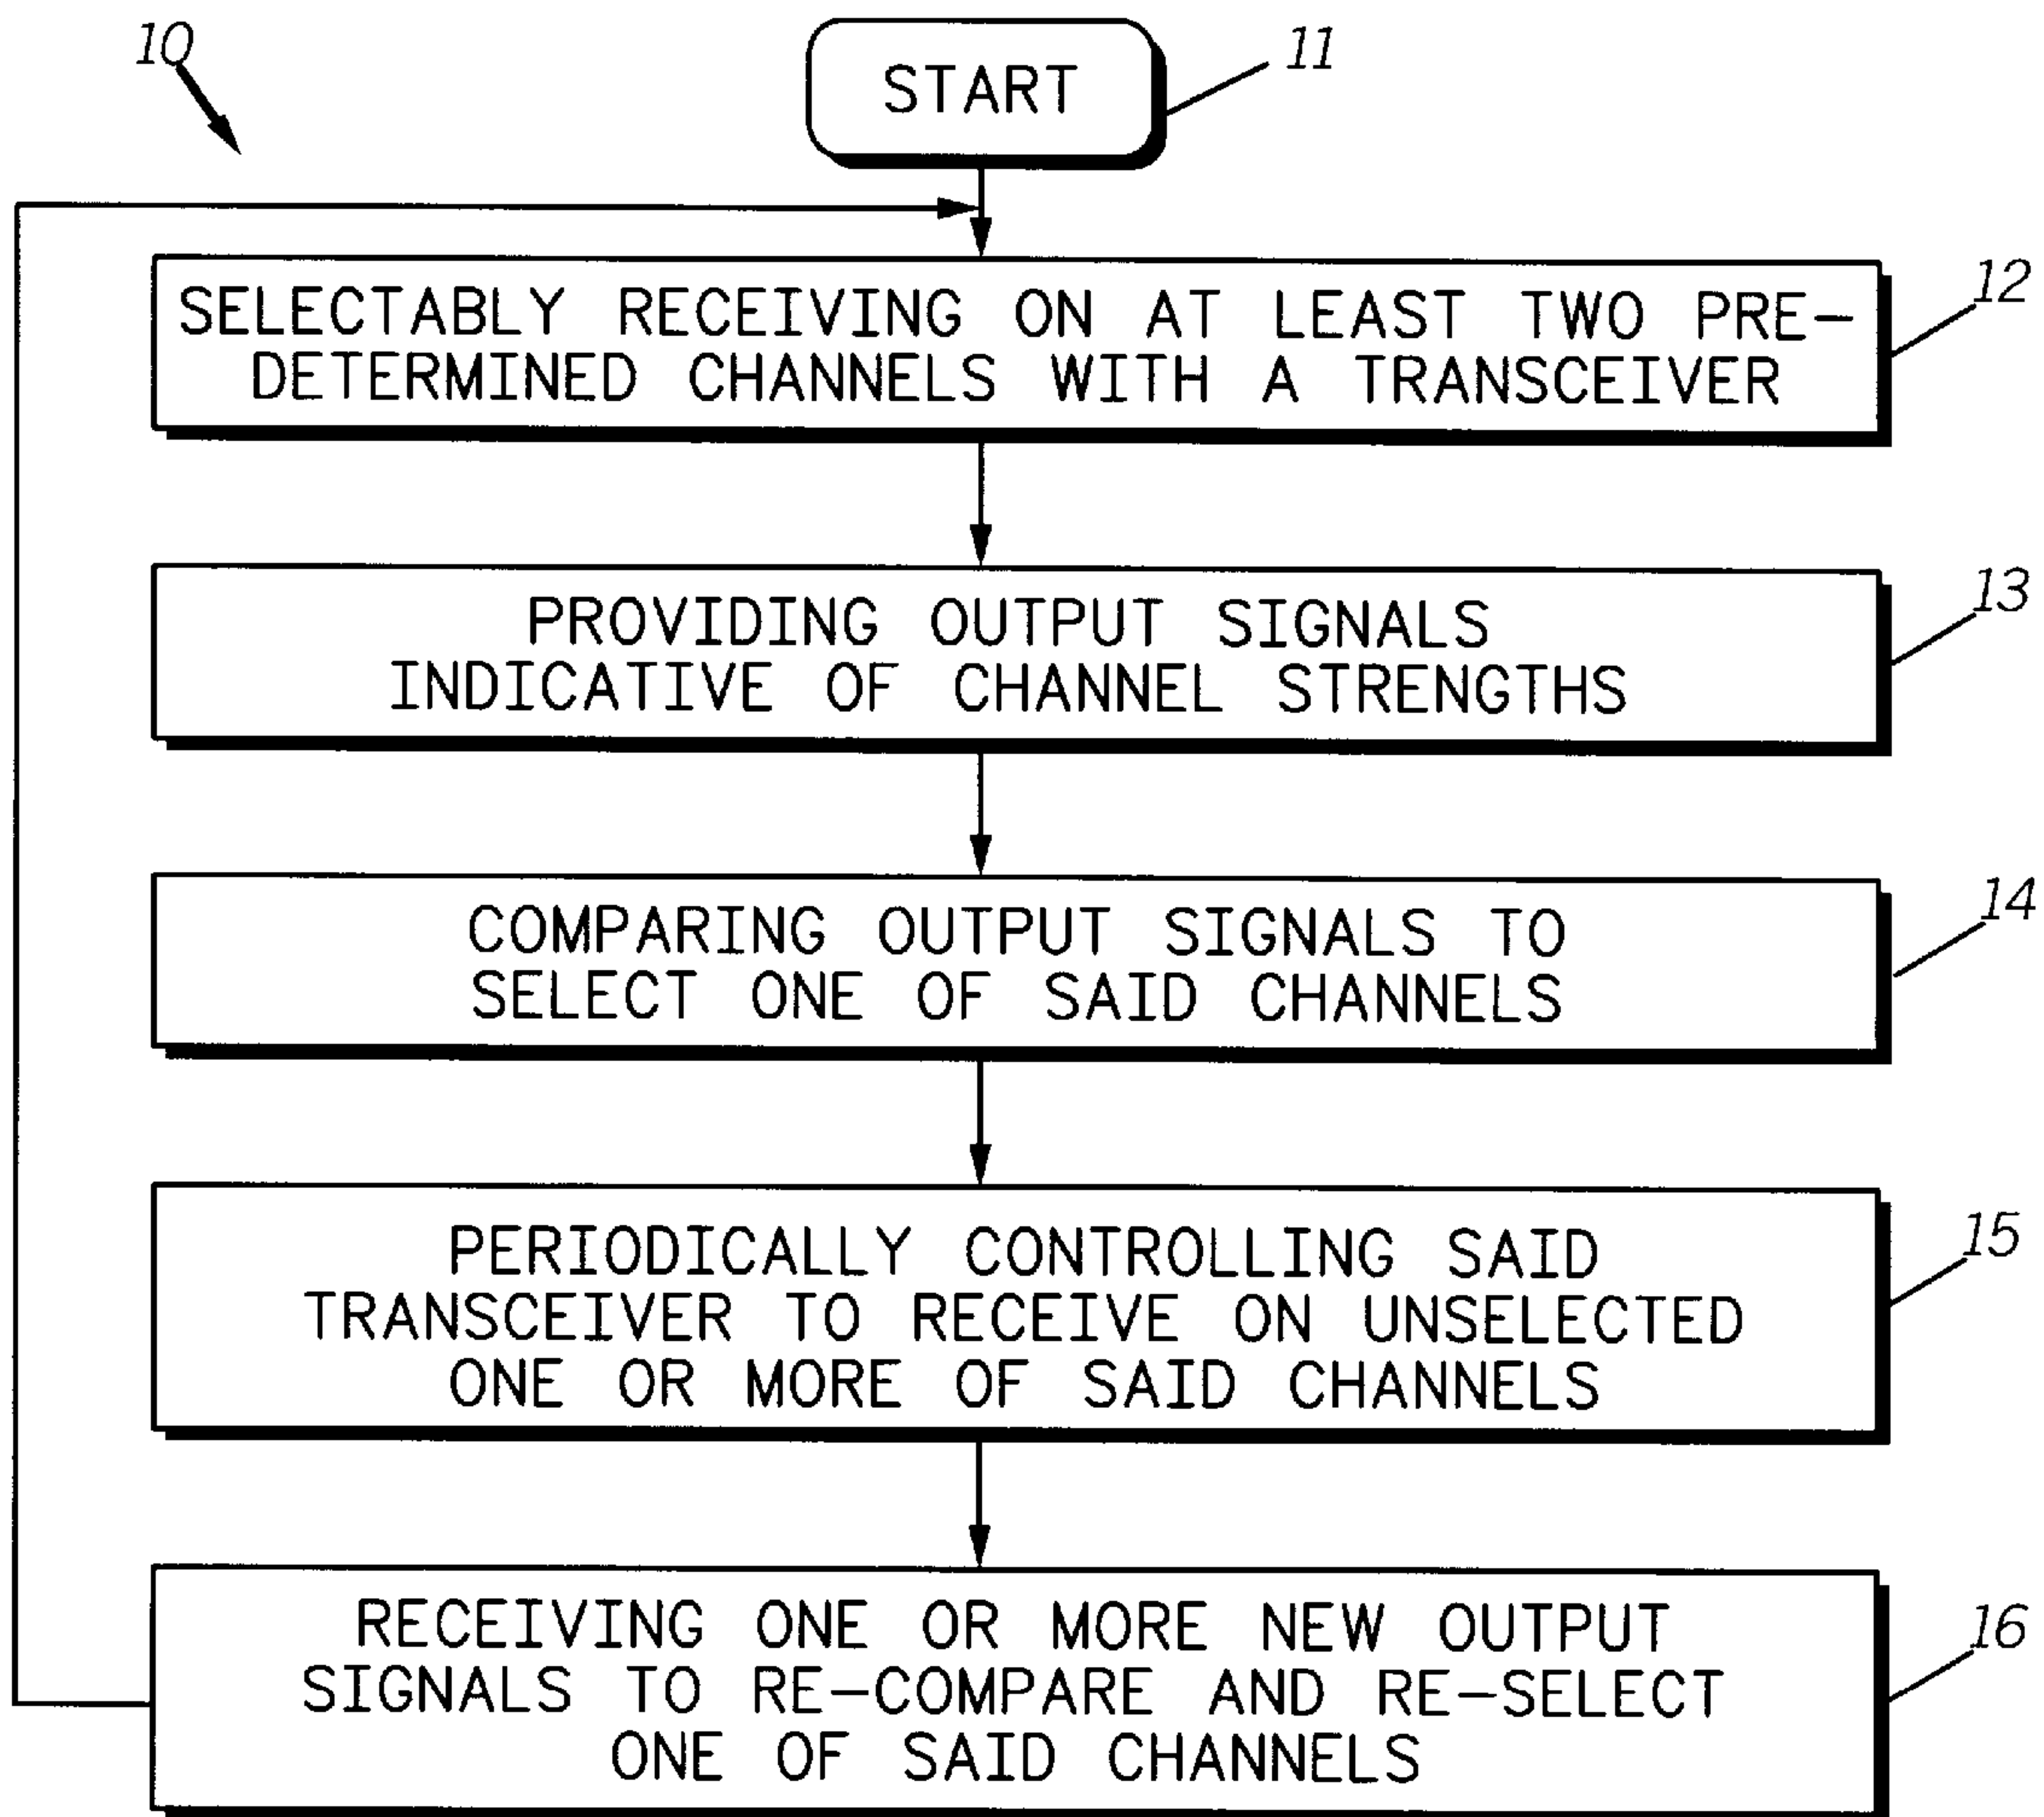 10
START
11
SELECTABLY RECEIVING ON AT LEAST TWO PRE-
DETERMINED CHANNELS WITH A TRANSCEIVER
12
PROVIDING OUTPUT SIGNALS
INDICATIVE OF CHANNEL STRENGTHS
13
COMPARING OUTPUT SIGNALS TO
SELECT ONE OF SAID CHANNELS
14
PERIODICALLY CONTROLLING SAID
TRANSCEIVER TO RECEIVE ON UNSELECTED
ONE OR MORE OF SAID CHANNELS
15
RECEIVING ONE OR MORE NEW OUTPUT
SIGNALS TO RE-COMPARE AND RE-SELECT
ONE OF SAID CHANNELS
16